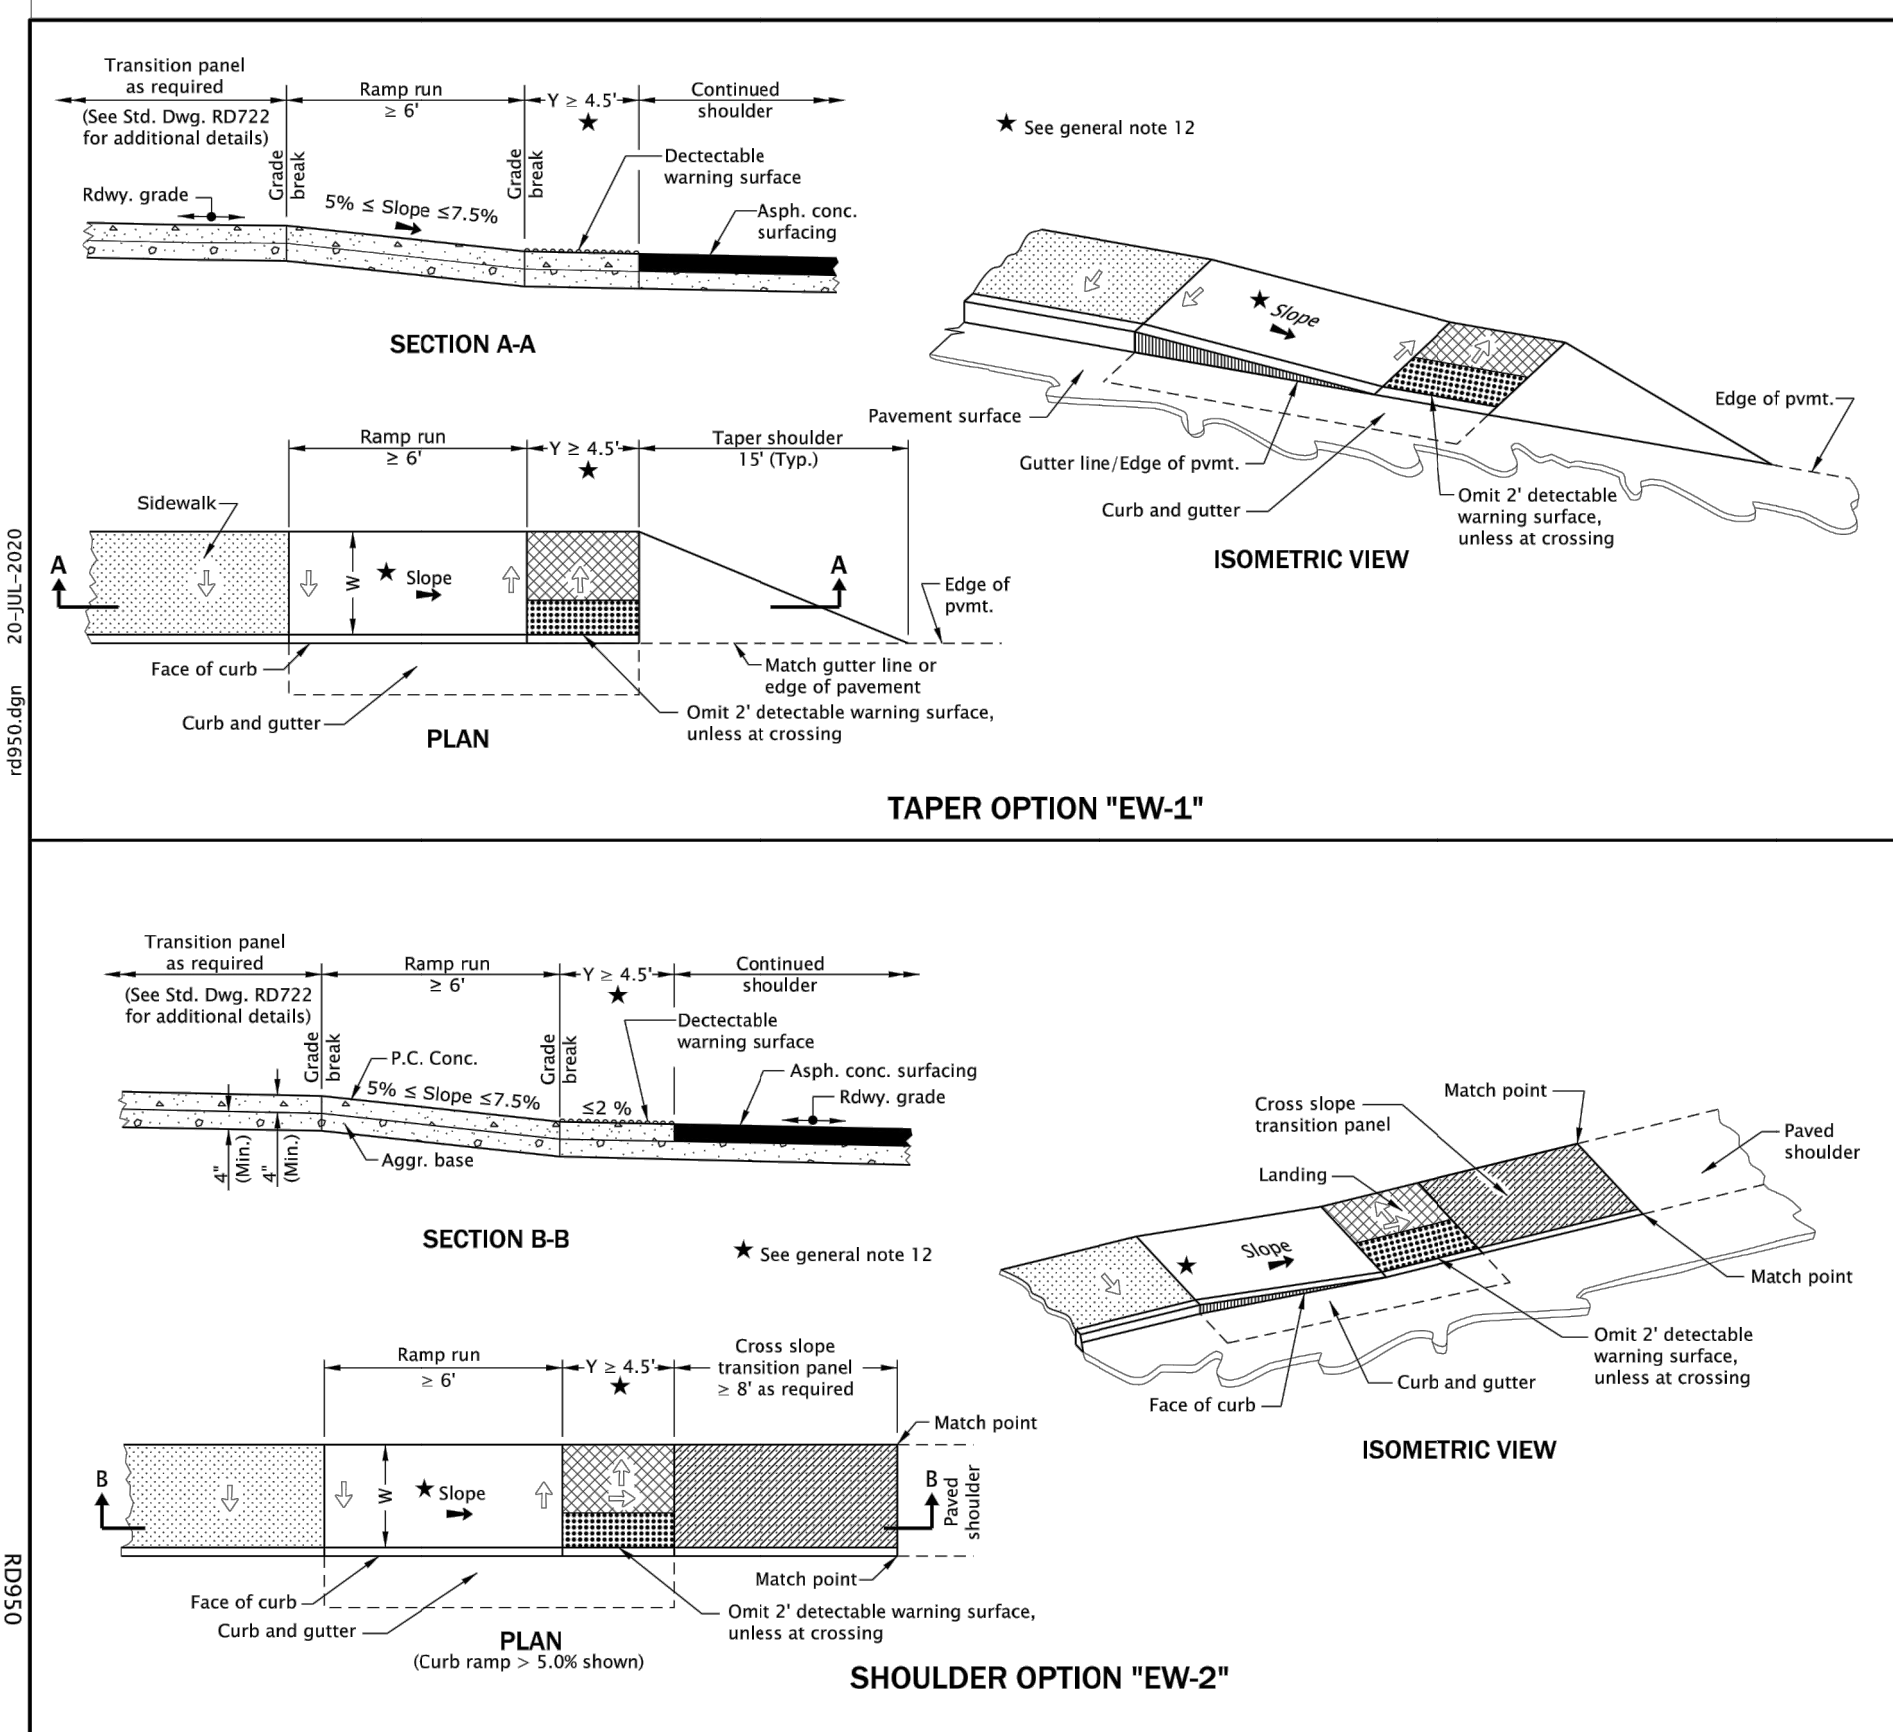 Transition panel
as required
(See Std. Dwg. RD722
for additional details)
Ramp run
≥ 6'
Y ≥ 4.5'
★
Continued
shoulder
Grade
break
Grade
break
Dectectable
warning surface
Rdwy. grade
5% ≤ Slope ≤7.5%
Asph. conc.
surfacing
SECTION A-A
★ See general note 12
★ Slope
Pavement surface
Gutter line/Edge of pvmt.
Curb and gutter
Edge of pvmt.
Omit 2' detectable
warning surface,
unless at crossing
ISOMETRIC VIEW
Ramp run
≥ 6'
Y ≥ 4.5'
★
Taper shoulder
15' (Typ.)
Sidewalk
A
W
★ Slope
A
Edge of
pvmt.
Face of curb
Match gutter line or
edge of pavement
Curb and gutter
Omit 2' detectable warning surface,
unless at crossing
PLAN
TAPER OPTION "EW-1"
rd950.dgn 20-JUL-2020
Transition panel
as required
(See Std. Dwg. RD722
for additional details)
Ramp run
≥ 6'
Y ≥ 4.5'
★
Continued
shoulder
Grade
break
Grade
break
Dectectable
warning surface
P.C. Conc.
5% ≤ Slope ≤7.5%
≤2 %
Asph. conc. surfacing
Rdwy. grade
4"
(Min.)
4"
(Min.)
Aggr. base
SECTION B-B
★ See general note 12
Match point
Cross slope
transition panel
Paved
shoulder
Landing
★
Slope
Match point
Omit 2' detectable
warning surface,
unless at crossing
Curb and gutter
Face of curb
ISOMETRIC VIEW
Ramp run
≥ 6'
Y ≥ 4.5'
★
Cross slope
transition panel
≥ 8' as required
Match point
B
W
★ Slope
B
Paved
shoulder
Match point
Face of curb
Curb and gutter
Omit 2' detectable warning surface,
unless at crossing
PLAN
(Curb ramp > 5.0% shown)
SHOULDER OPTION "EW-2"
RD950